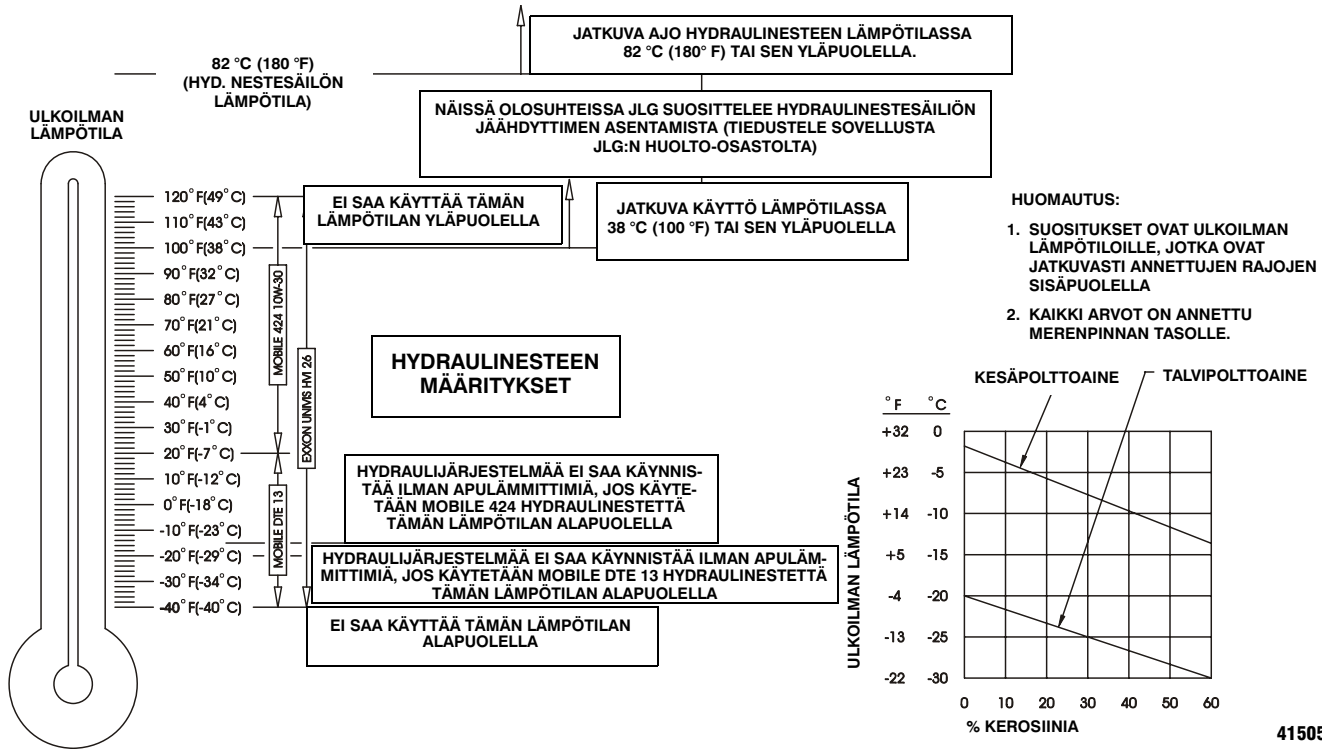 JATKUVA AJO HYDRAULINESTEEN LÄMPÖTILASSA
82 °C (180° F) TAI SEN YLÄPUOLELLA.
82 °C (180 °F)
(HYD. NESTESÄILÖN
LÄMPÖTILA)
NÄISSÄ OLOSUHTEISSA JLG SUOSITTELEE HYDRAULINESTESÄILIÖN
JÄÄHDYTTIMEN ASENTAMISTA (TIEDUSTELE SOVELLUSTA
JLG:N HUOLTO-OSASTOLTA)
ULKOILMAN
LÄMPÖTILA
120°F(49°C)
110°F(43°C)
100°F(38°C)
90°F(32°C)
80°F(27°C)
70°F(21°C)
60°F(16°C)
50°F(10°C)
40°F(4°C)
30°F(-1°C)
20°F(-7°C)
10°F(-12°C)
0°F(-18°C)
-10°F(-23°C)
-20°F(-29°C)
-30°F(-34°C)
-40°F(-40°C)
MOBILE 424 10W-30
MOBILE DTE 13
EXXON UNIVIS HVI 26
EI SAA KÄYTTÄÄ TÄMÄN
LÄMPÖTILAN YLÄPUOLELLA
JATKUVA KÄYTTÖ LÄMPÖTILASSA
38 °C (100 °F) TAI SEN YLÄPUOLELLA
HYDRAULINESTEEN
MÄÄRITYKSET
HYDRAULIJÄRJESTELMÄÄ EI SAA KÄYNNIS-
TÄÄ ILMAN APULÄMMITTIMIÄ, JOS KÄYTE-
TÄÄN MOBILE 424 HYDRAULINESTETTÄ
TÄMÄN LÄMPÖTILAN ALAPUOLELLA
HYDRAULIJÄRJESTELMÄÄ EI SAA KÄYNNISTÄÄ ILMAN APULÄM-
MITTIMIÄ, JOS KÄYTETÄÄN MOBILE DTE 13 HYDRAULINESTETTÄ
TÄMÄN LÄMPÖTILAN ALAPUOLELLA
EI SAA KÄYTTÄÄ TÄMÄN LÄMPÖTILAN
ALAPUOLELLA
HUOMAUTUS:
1. SUOSITUKSET OVAT ULKOILMAN
LÄMPÖTILOILLE, JOTKA OVAT
JATKUVASTI ANNETTUJEN RAJOJEN
SISÄPUOLELLA
2. KAIKKI ARVOT ON ANNETTU
MERENPINNAN TASOLLE.
KESÄPOLTTOAINE
TALVIPOLTTOAINE
°F °C
+32 0
+23 -5
+14 -10
+5 -15
-4 -20
-13 -25
-22 -30
ULKOILMAN LÄMPÖTILA
0 10 20 30 40 50 60
% KEROSIINIA
41505